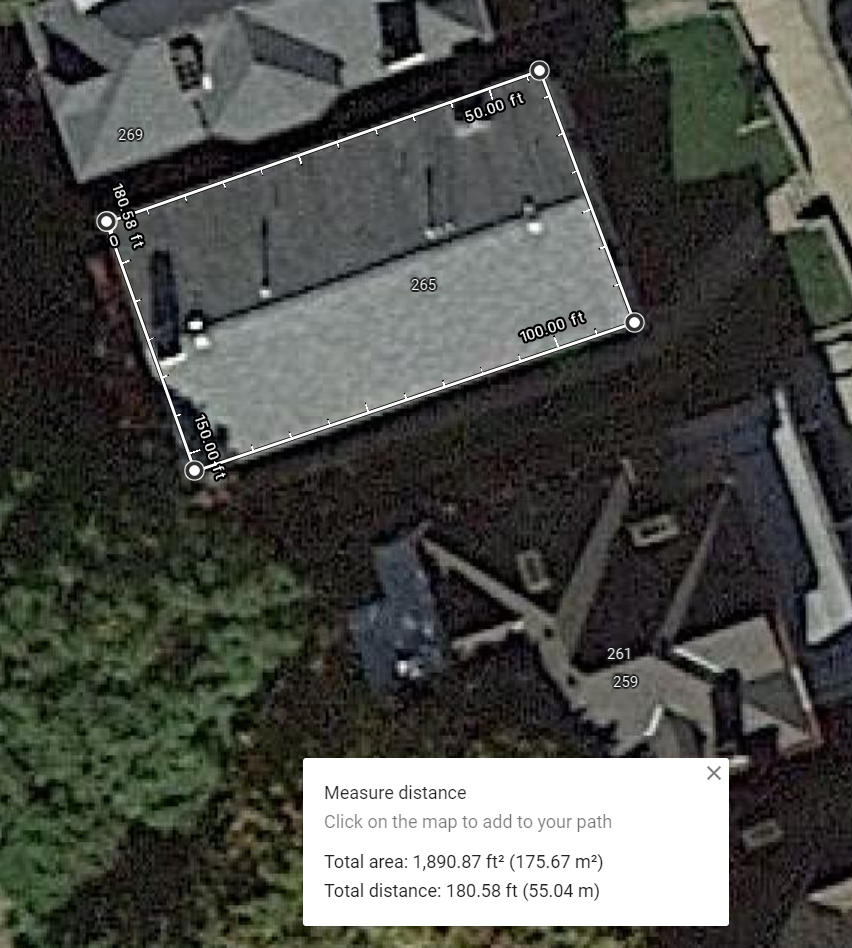 50.00 ft
269
180.58 ft
0
265
100.00 ft
150.00 ft
261
259
Measure distance
Click on the map to add to your path
Total area: 1,890.87 ft² (175.67 m²)
Total distance: 180.58 ft (55.04 m)